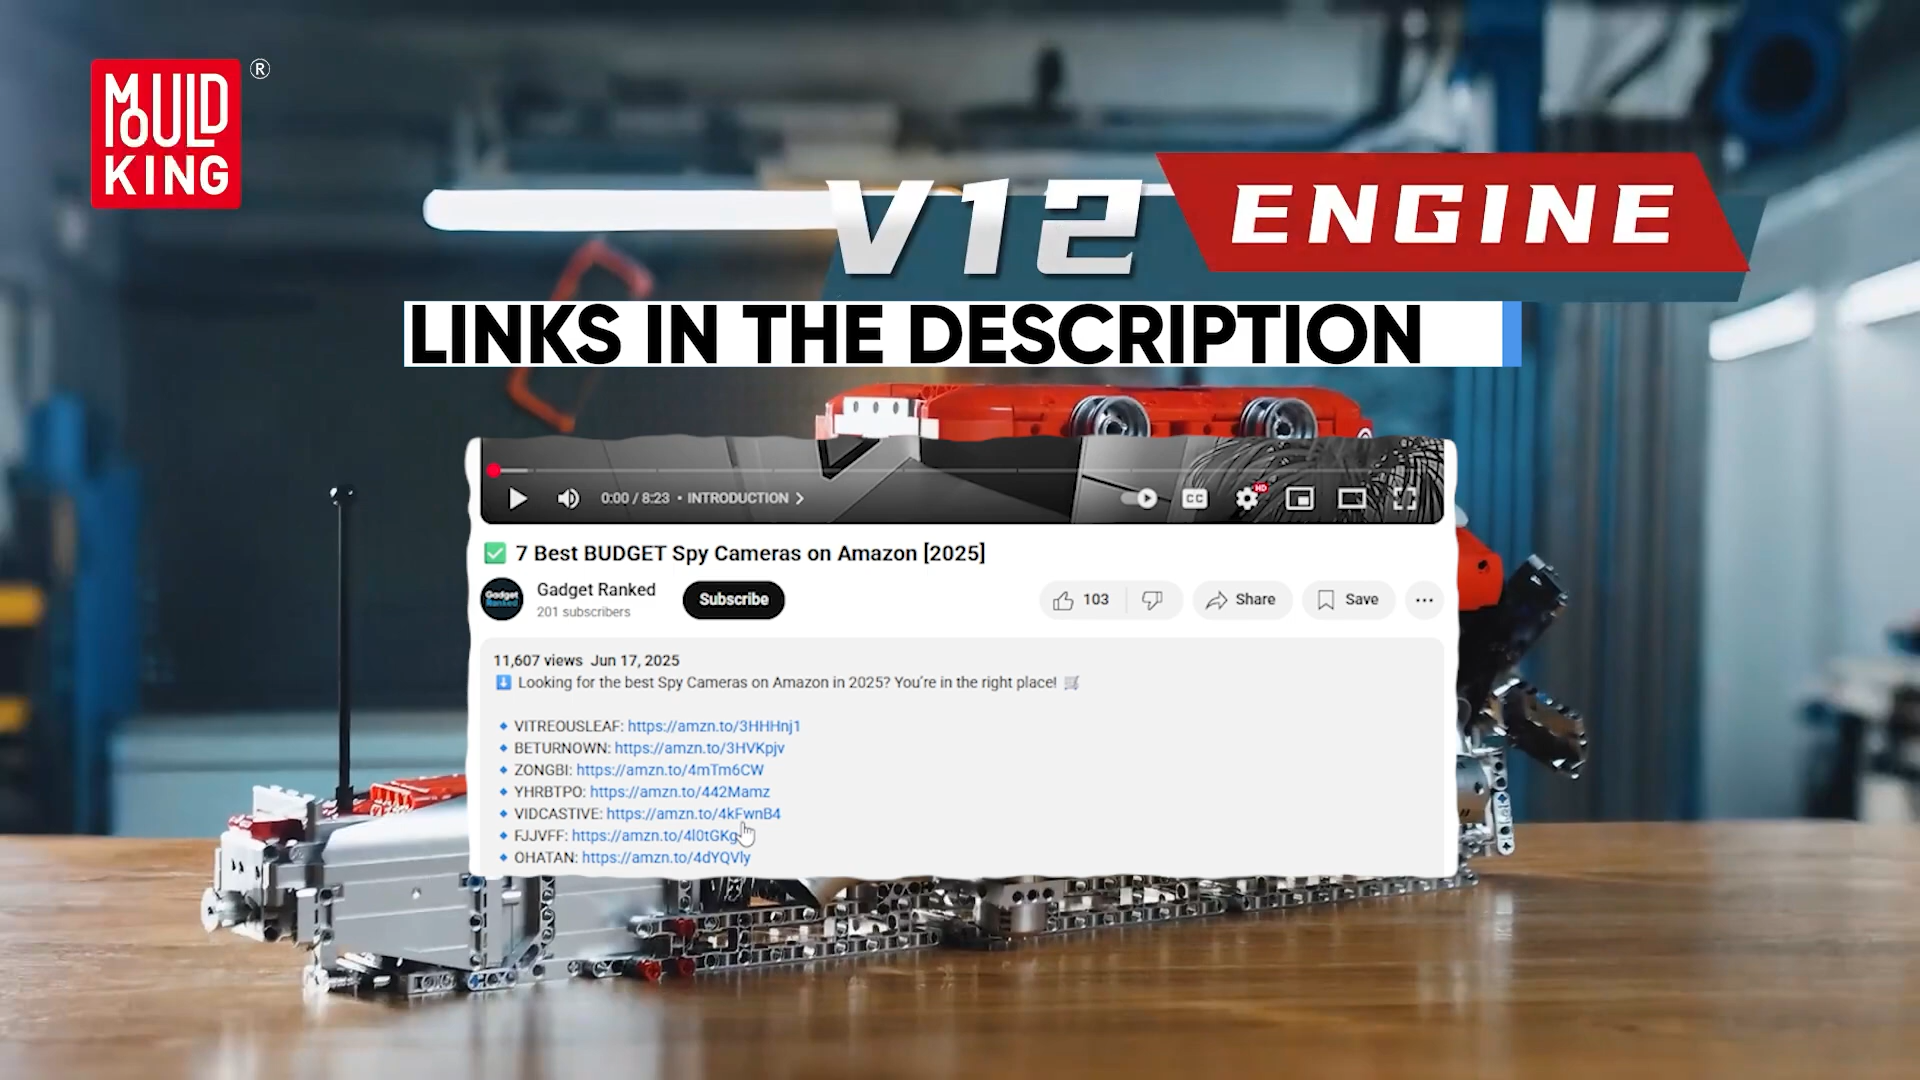 MOULD
KING
®
V12 ENGINE
LINKS IN THE DESCRIPTION
0:00 / 8:23 • INTRODUCTION
CC
HD
✅ 7 Best BUDGET Spy Cameras on Amazon [2025]
Gadget
Ranked
Gadget Ranked
201 subscribers
Subscribe
103
Share
Save
11,607 views Jun 17, 2025
Looking for the best Spy Cameras on Amazon in 2025? You're in the right place!
VITREOUSLEAF: https://amzn.to/3HHHnj1
BETURNOWN: https://amzn.to/3HVKpjv
ZONGBI: https://amzn.to/4mTm6CW
YHRBTPO: https://amzn.to/442Mamz
VIDCASTIVE: https://amzn.to/4kFwnB4
FJJVFF: https://amzn.to/4l0tGKg
OHATAN: https://amzn.to/4dYQVly